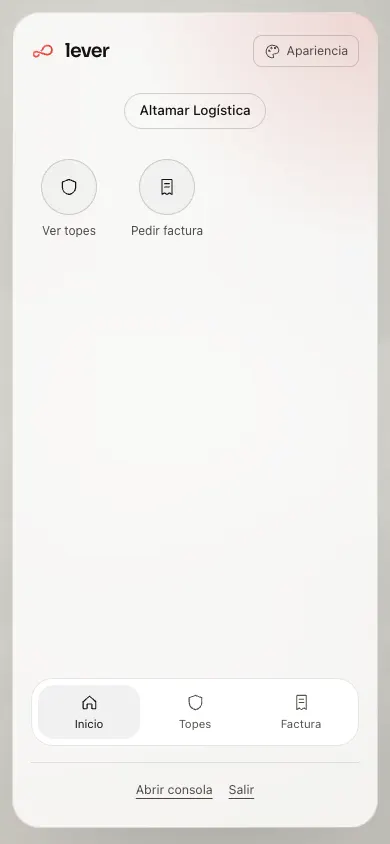 lever
Apariencia
Altamar Logística
Ver topes
Pedir factura
Inicio
Topes
Factura
Abrir consola
Salir